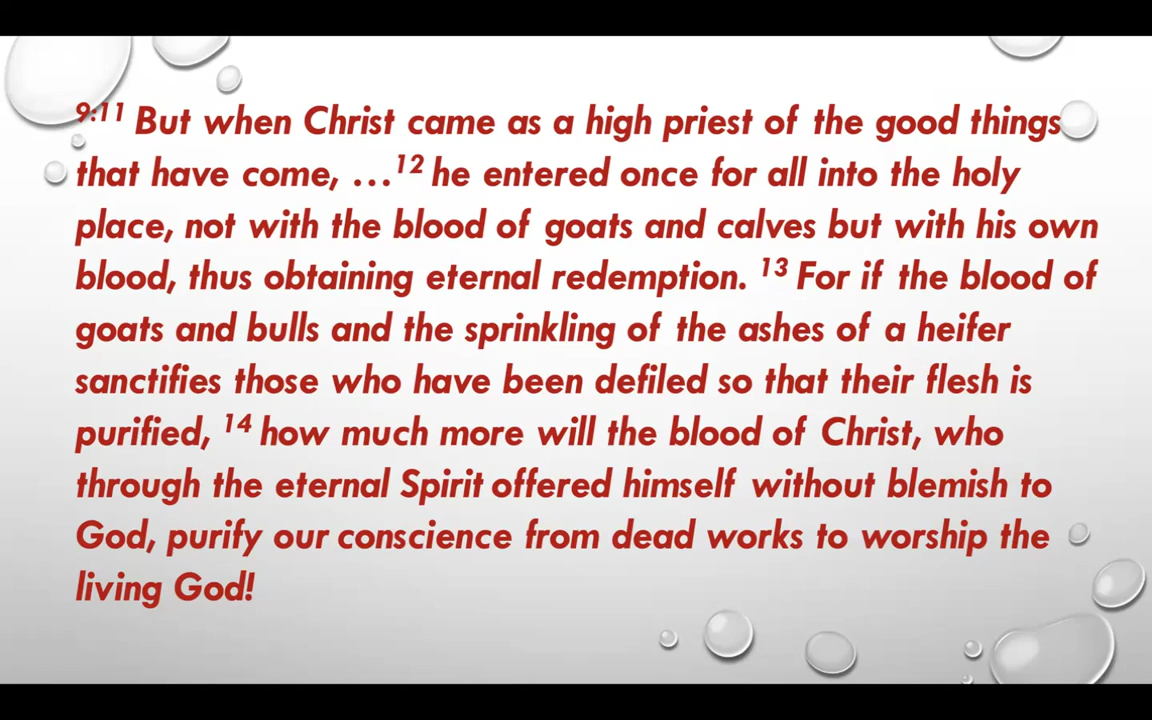 9:11 But when Christ came as a high priest of the good things
that have come, …12 he entered once for all into the holy
place, not with the blood of goats and calves but with his own
blood, thus obtaining eternal redemption. 13 For if the blood of
goats and bulls and the sprinkling of the ashes of a heifer
sanctifies those who have been defiled so that their flesh is
purified, 14 how much more will the blood of Christ, who
through the eternal Spirit offered himself without blemish to
God, purify our conscience from dead works to worship the
living God!